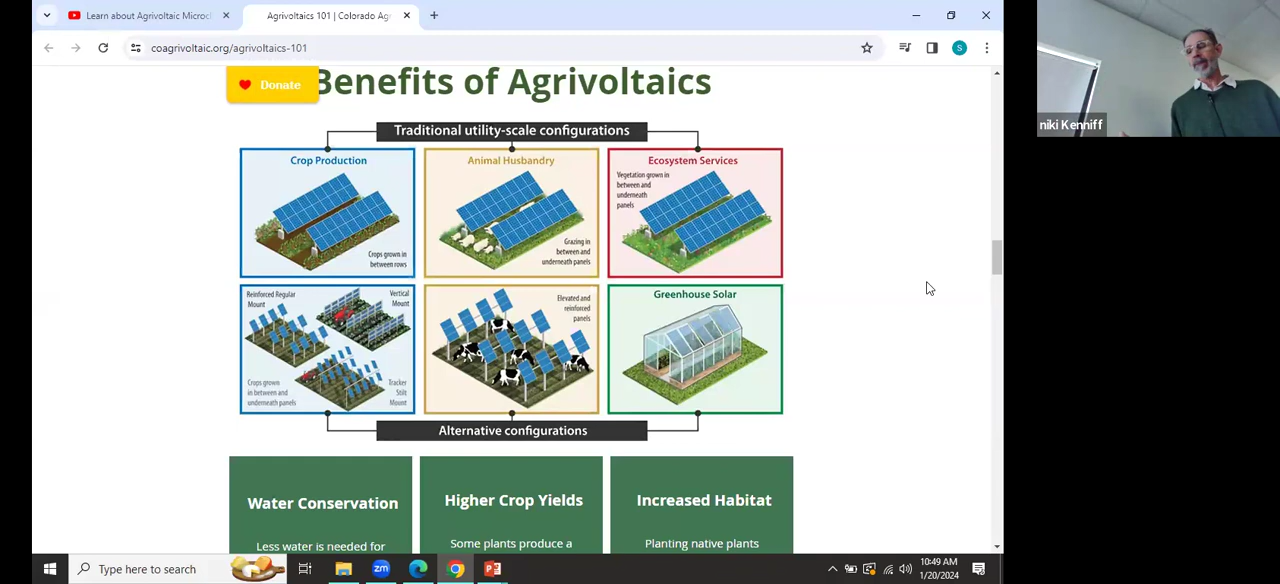 Learn about Agrivoltaic Microcl
Agrivoltaics 101 | Colorado Ag
coagrivoltaic.org/agrivoltaics-101
S
Donate
Benefits of Agrivoltaics
Traditional utility-scale configurations
Crop Production
Crops grown in
between rows
Animal Husbandry
Grazing in
between and
underneath panels
Ecosystem Services
Vegetation grown in
between and
underneath
panels
Reinforced Regular
Mount
Vertical
Mount
Crops grown
in between and
underneath panels
Tracker
Stilt
Mount
Elevated and
reinforced
panels
Greenhouse Solar
Alternative configurations
Water Conservation
Less water is needed for
Higher Crop Yields
Some plants produce a
Increased Habitat
Planting native plants
niki Kenniff
Type here to search
zm
10:49 AM
1/20/2024